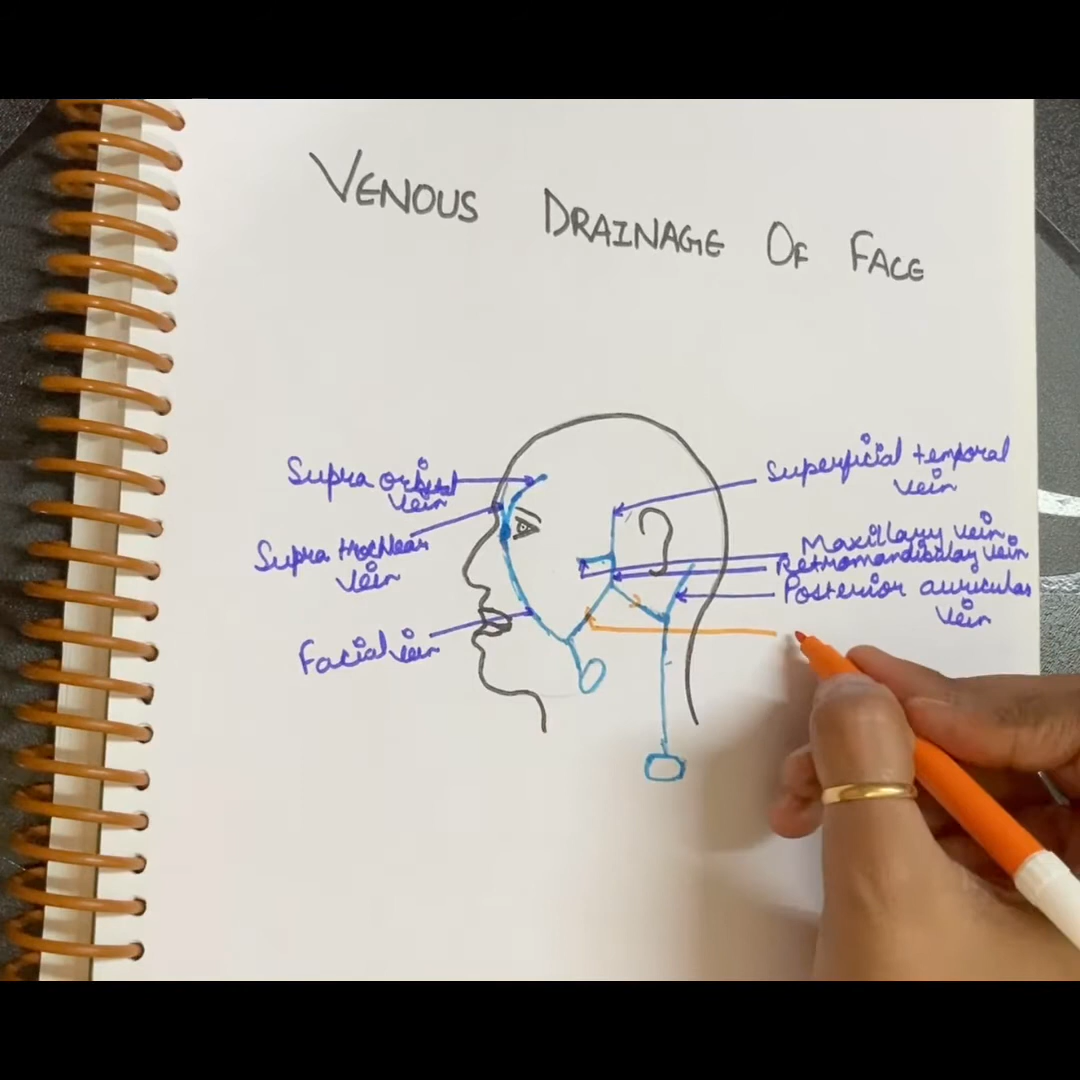 VENOUS DRAINAGE OF FACE
Supra orbital
vein
Supra trochlear
vein
Facial vein
Superficial temporal
vein
Maxillary vein
Retromandibular vein
Posterior auricular
vein